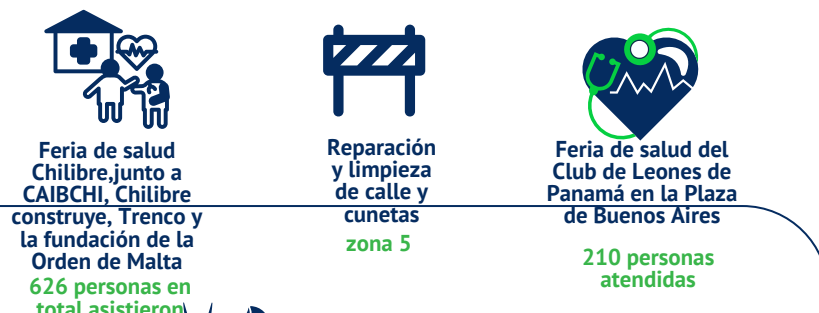 Feria de salud
Chilibre,junto a
CAIBCHI, Chilibre
construye, Trenco y
la fundación de la
Orden de Malta
626 personas en
total asistieron
Reparación
y limpieza
de calle y
cunetas
zona 5
Feria de salud del
Club de Leones de
Panamá en la Plaza
de Buenos Aires
210 personas
atendidas